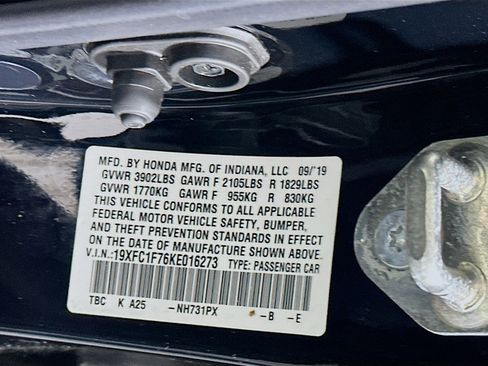 MFD. BY HONDA MFG. OF INDIANA, LLC 09/'19
GVWR 3902LBS GAWR F 2105LBS R 1829LBS
GVWR 1770KG GAWR F 955KG R 830KG
THIS VEHICLE CONFORMS TO ALL APPLICABLE
FEDERAL MOTOR VEHICLE SAFETY, BUMPER,
AND THEFT PREVENTION STANDARDS IN EFFECT
ON THE DATE OF MANUFACTURE SHOWN ABOVE.
V.I.N.:19XFC1F76KE016273 TYPE: PASSENGER CAR
TBC K A25 -NH731PX -B -E